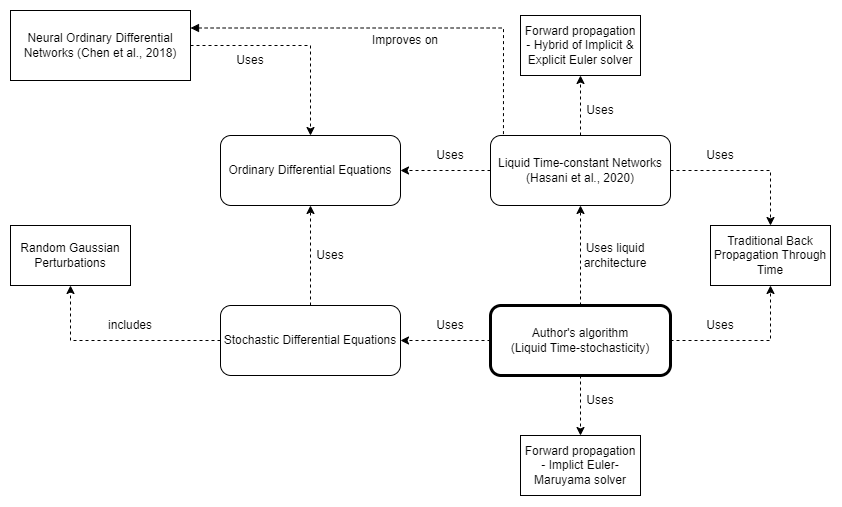 Neural Ordinary Differential
Networks (Chen et al., 2018)
Improves on
Uses
Forward propagation
- Hybrid of Implicit &
Explicit Euler solver
Uses
Ordinary Differential Equations
Uses
Liquid Time-constant Networks
(Hasani et al., 2020)
Uses
Random Gaussian
Perturbations
Uses
Uses liquid
architecture
Traditional Back
Propagation Through
Time
includes
Stochastic Differential Equations
Uses
Author's algorithm
(Liquid Time-stochasticity)
Uses
Uses
Forward propagation
- Implict Euler-
Maruyama solver